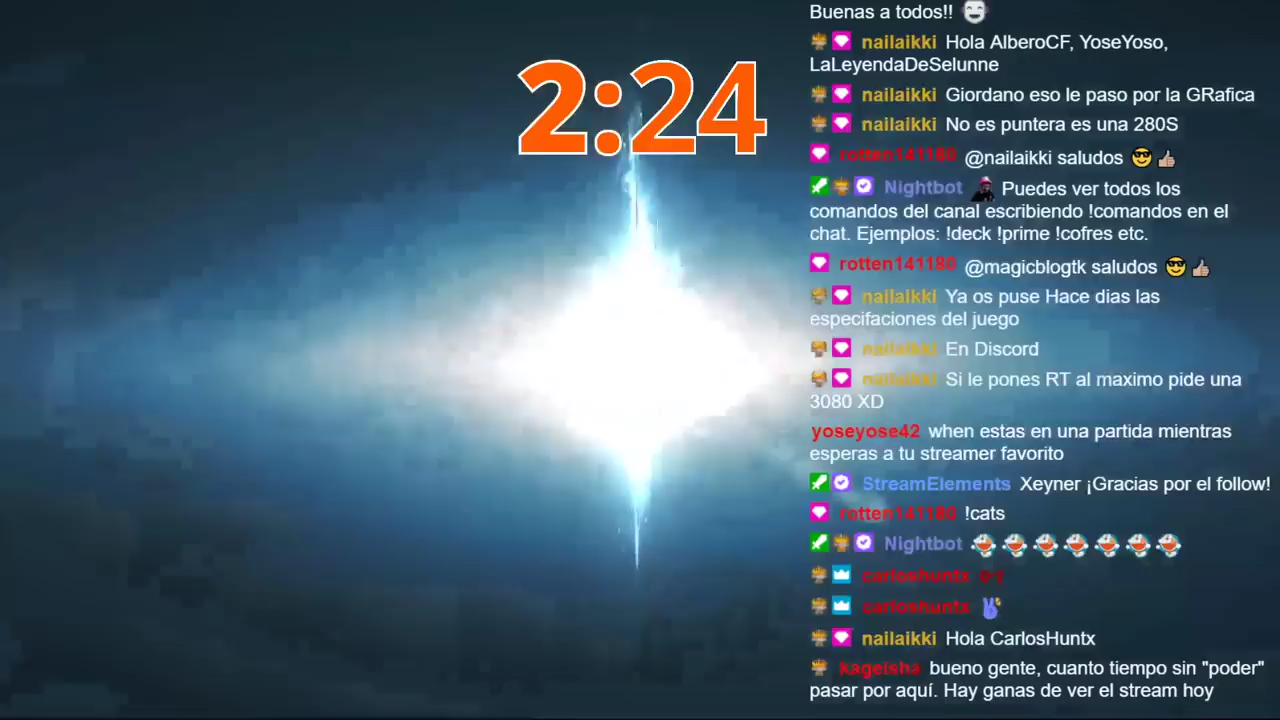 2:24
Buenas a todos!!
nailaikki Hola AlberoCF, YoseYoso,
LaLeyendaDeSelunne
nailaikki Giordano eso le paso por la GRafica
nailaikki No es puntera es una 280S
rotten141180 @nailaikki saludos
Nightbot Puedes ver todos los
comandos del canal escribiendo !comandos en el
chat. Ejemplos: !deck !prime !cofres etc.
rotten141180 @magicblogtk saludos
nailaikki Ya os puse Hace dias las
especifaciones del juego
nailaikki En Discord
nailaikki Si le pones RT al maximo pide una
3080 XD
yoseyose42 when estas en una partida mientras
esperas a tu streamer favorito
StreamElements Xeyner ¡Gracias por el follow!
rotten141180 !cats
Nightbot
carloshuntx
carloshuntx
nailaikki Hola CarlosHuntx
kageisha bueno gente, cuanto tiempo sin "poder"
pasar por aquí. Hay ganas de ver el stream hoy